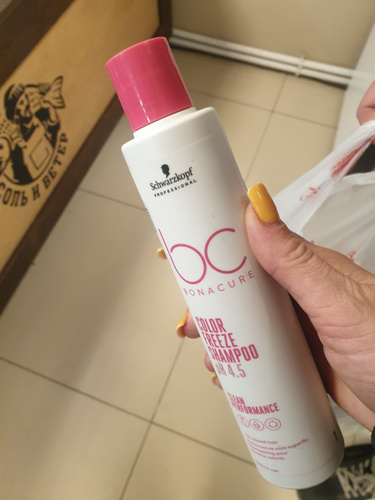 СОЛЬ И ВЕТЕР
Schwarzkopf
PROFESSIONAL
bc
BONACURE
COLOR
FREEZE
SHAMPOO
pH 4.5
CLEAN
PERFORMANCE